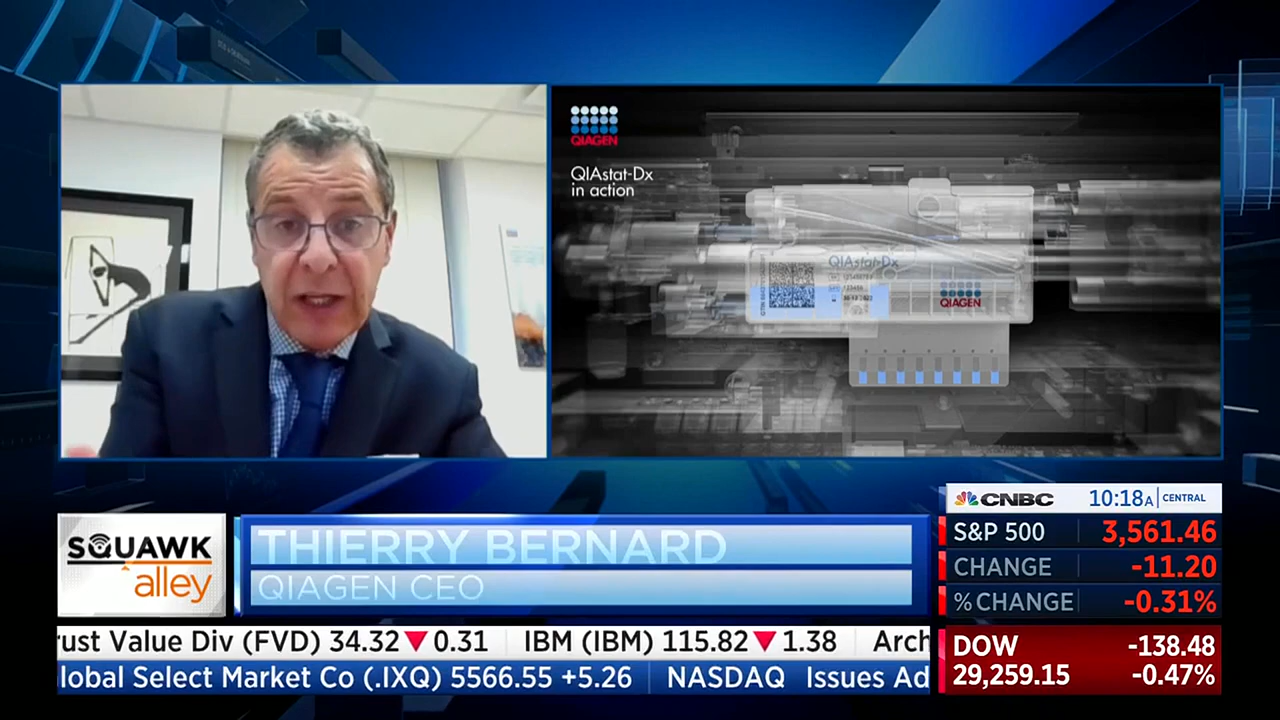 QIAGEN
QIAstat-Dx
in action
QIAstat-Dx
QIAGEN
SQUAWK
alley
THIERRY BERNARD
QIAGEN CEO
CNBC 10:18A CENTRAL
S&P 500 3,561.46
CHANGE -11.20
% CHANGE -0.31%
DOW -138.48
29,259.15 -0.47%
rust Value Div (FVD) 34.32 ▼ 0.31 IBM (IBM) 115.82 ▼ 1.38 Arch
lobal Select Market Co (.IXQ) 5566.55 +5.26 NASDAQ Issues Ad